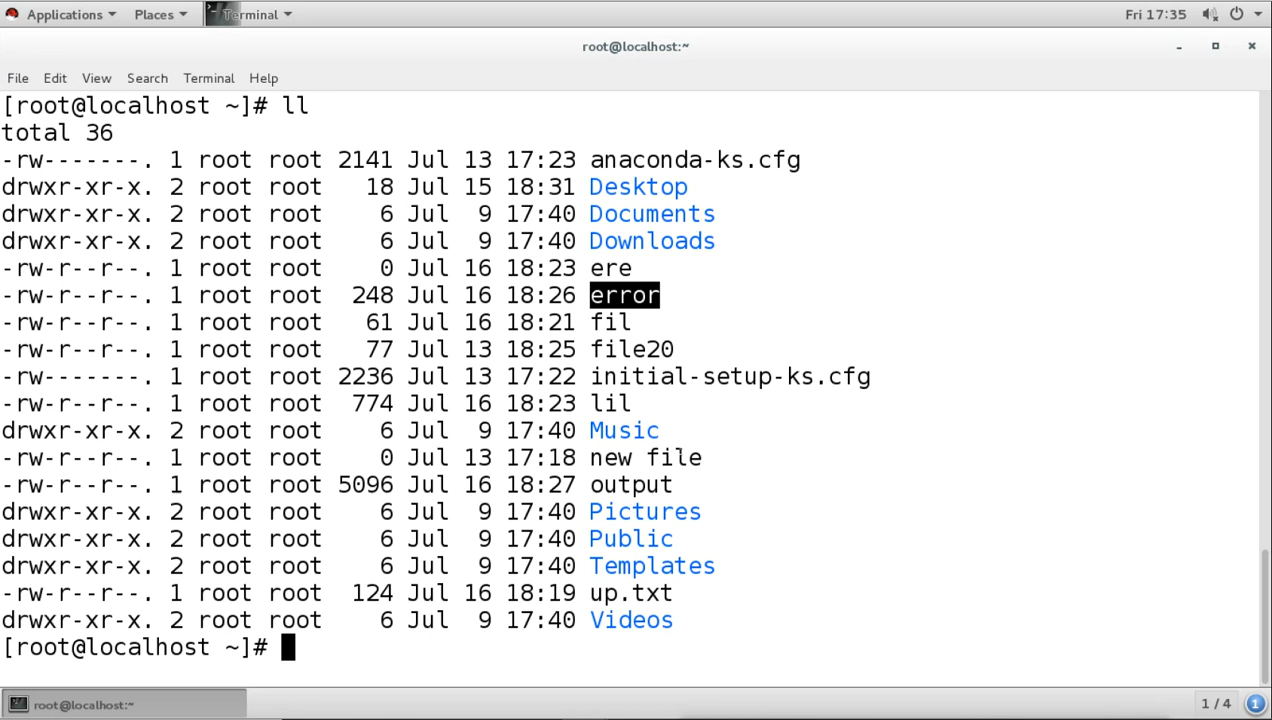 Applications Places Terminal Fri 17:35
root@localhost:~
File Edit View Search Terminal Help
[root@localhost ~]# ll
total 36
-rw-------. 1 root root 2141 Jul 13 17:23 anaconda-ks.cfg
drwxr-xr-x. 2 root root   18 Jul 15 18:31 Desktop
drwxr-xr-x. 2 root root    6 Jul  9 17:40 Documents
drwxr-xr-x. 2 root root    6 Jul  9 17:40 Downloads
-rw-r--r--. 1 root root    0 Jul 16 18:23 ere
-rw-r--r--. 1 root root  248 Jul 16 18:26 error
-rw-r--r--. 1 root root   61 Jul 16 18:21 fil
-rw-r--r--. 1 root root   77 Jul 13 18:25 file20
-rw-------. 1 root root 2236 Jul 13 17:22 initial-setup-ks.cfg
-rw-r--r--. 1 root root  774 Jul 16 18:23 lil
drwxr-xr-x. 2 root root    6 Jul  9 17:40 Music
-rw-r--r--. 1 root root    0 Jul 13 17:18 new file
-rw-r--r--. 1 root root 5096 Jul 16 18:27 output
drwxr-xr-x. 2 root root    6 Jul  9 17:40 Pictures
drwxr-xr-x. 2 root root    6 Jul  9 17:40 Public
drwxr-xr-x. 2 root root    6 Jul  9 17:40 Templates
-rw-r--r--. 1 root root  124 Jul 16 18:19 up.txt
drwxr-xr-x. 2 root root    6 Jul  9 17:40 Videos
[root@localhost ~]#
root@localhost:~ 1 / 4 1